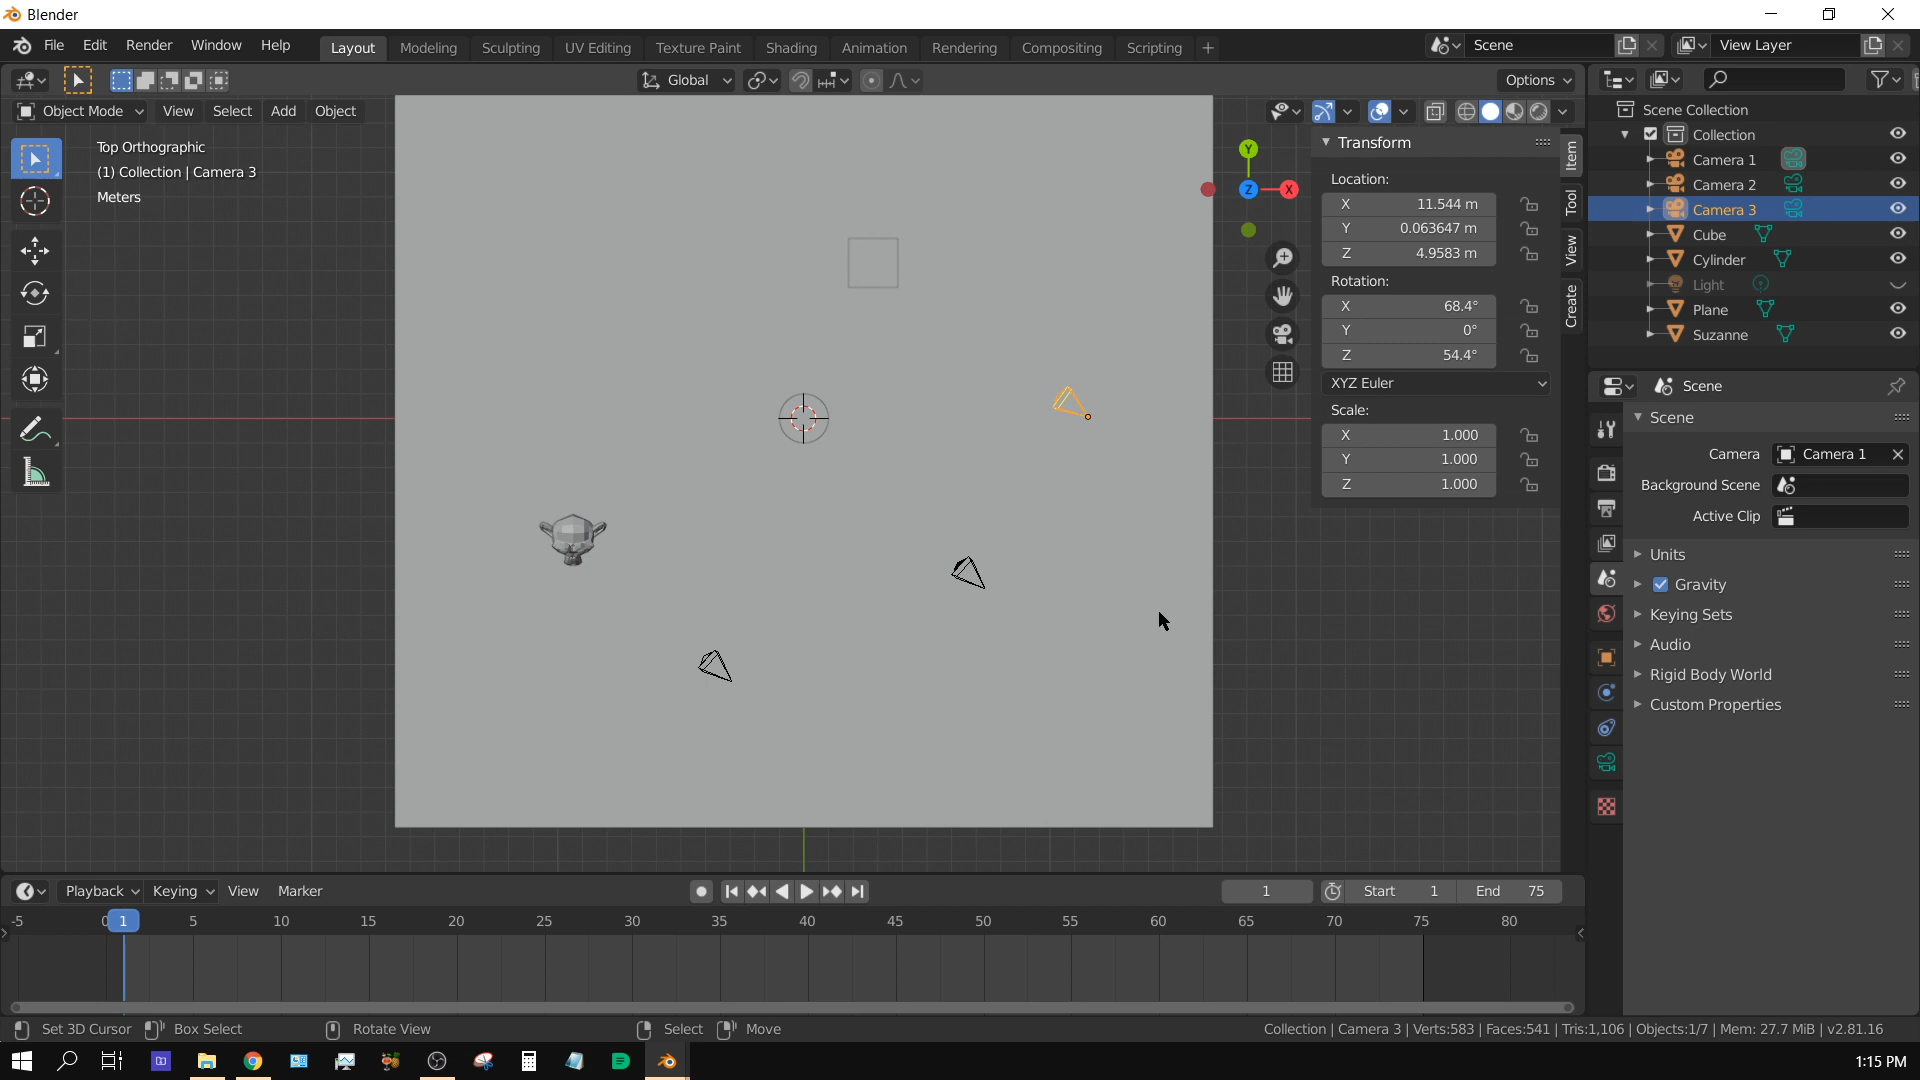 Blender
File Edit Render Window Help
Layout Modeling Sculpting UV Editing Texture Paint Shading Animation Rendering Compositing Scripting +
Scene
View Layer
Global
Options
Object Mode View Select Add Object
Top Orthographic
(1) Collection | Camera 3
Meters
Y
Z
X
Transform
Location:
X 11.544 m
Y 0.063647 m
Z 4.9583 m
Rotation:
X 68.4°
Y 0°
Z 54.4°
XYZ Euler
Scale:
X 1.000
Y 1.000
Z 1.000
Item
Tool
View
Create
Scene Collection
Collection
Camera 1
Camera 2
Camera 3
Cube
Cylinder
Light
Plane
Suzanne
Scene
Scene
Camera Camera 1
Background Scene
Active Clip
Units
Gravity
Keying Sets
Audio
Rigid Body World
Custom Properties
Playback Keying View Marker
1
Start 1
End 75
-5 0 1 5 10 15 20 25 30 35 40 45 50 55 60 65 70 75 80
Set 3D Cursor Box Select Rotate View Select Move
Collection | Camera 3 | Verts:583 | Faces:541 | Tris:1,106 | Objects:1/7 | Mem: 27.7 MiB | v2.81.16
1:15 PM